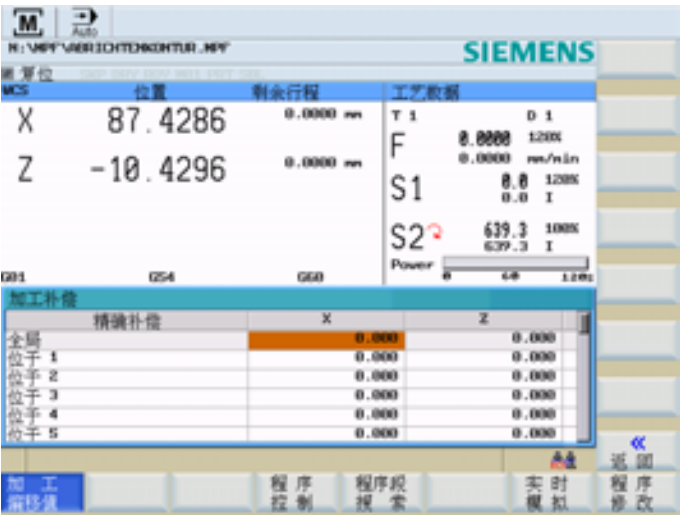 M
Auto
N:\MPF\ABRICHTENKONTUR.MPF
SIEMENS
复位
WCS 位置 剩余行程 工艺数据
X 87.4286 0.0000 mm
Z -10.4296 0.0000 mm
T 1 D 1
F 0.0000 120%
0.0000 mm/min
S1 0.0 120%
0.0 I
S2 639.3 100%
639.3 I
Power 0 60 120%
G01 G54 G60
加工补偿
精确补偿 X Z
全局 0.000 0.000
位于 1 0.000 0.000
位于 2 0.000 0.000
位于 3 0.000 0.000
位于 4 0.000 0.000
位于 5 0.000 0.000
«
返回
加工
偏移值
程序
控制
程序段
搜索
实时
模拟
程序
修改